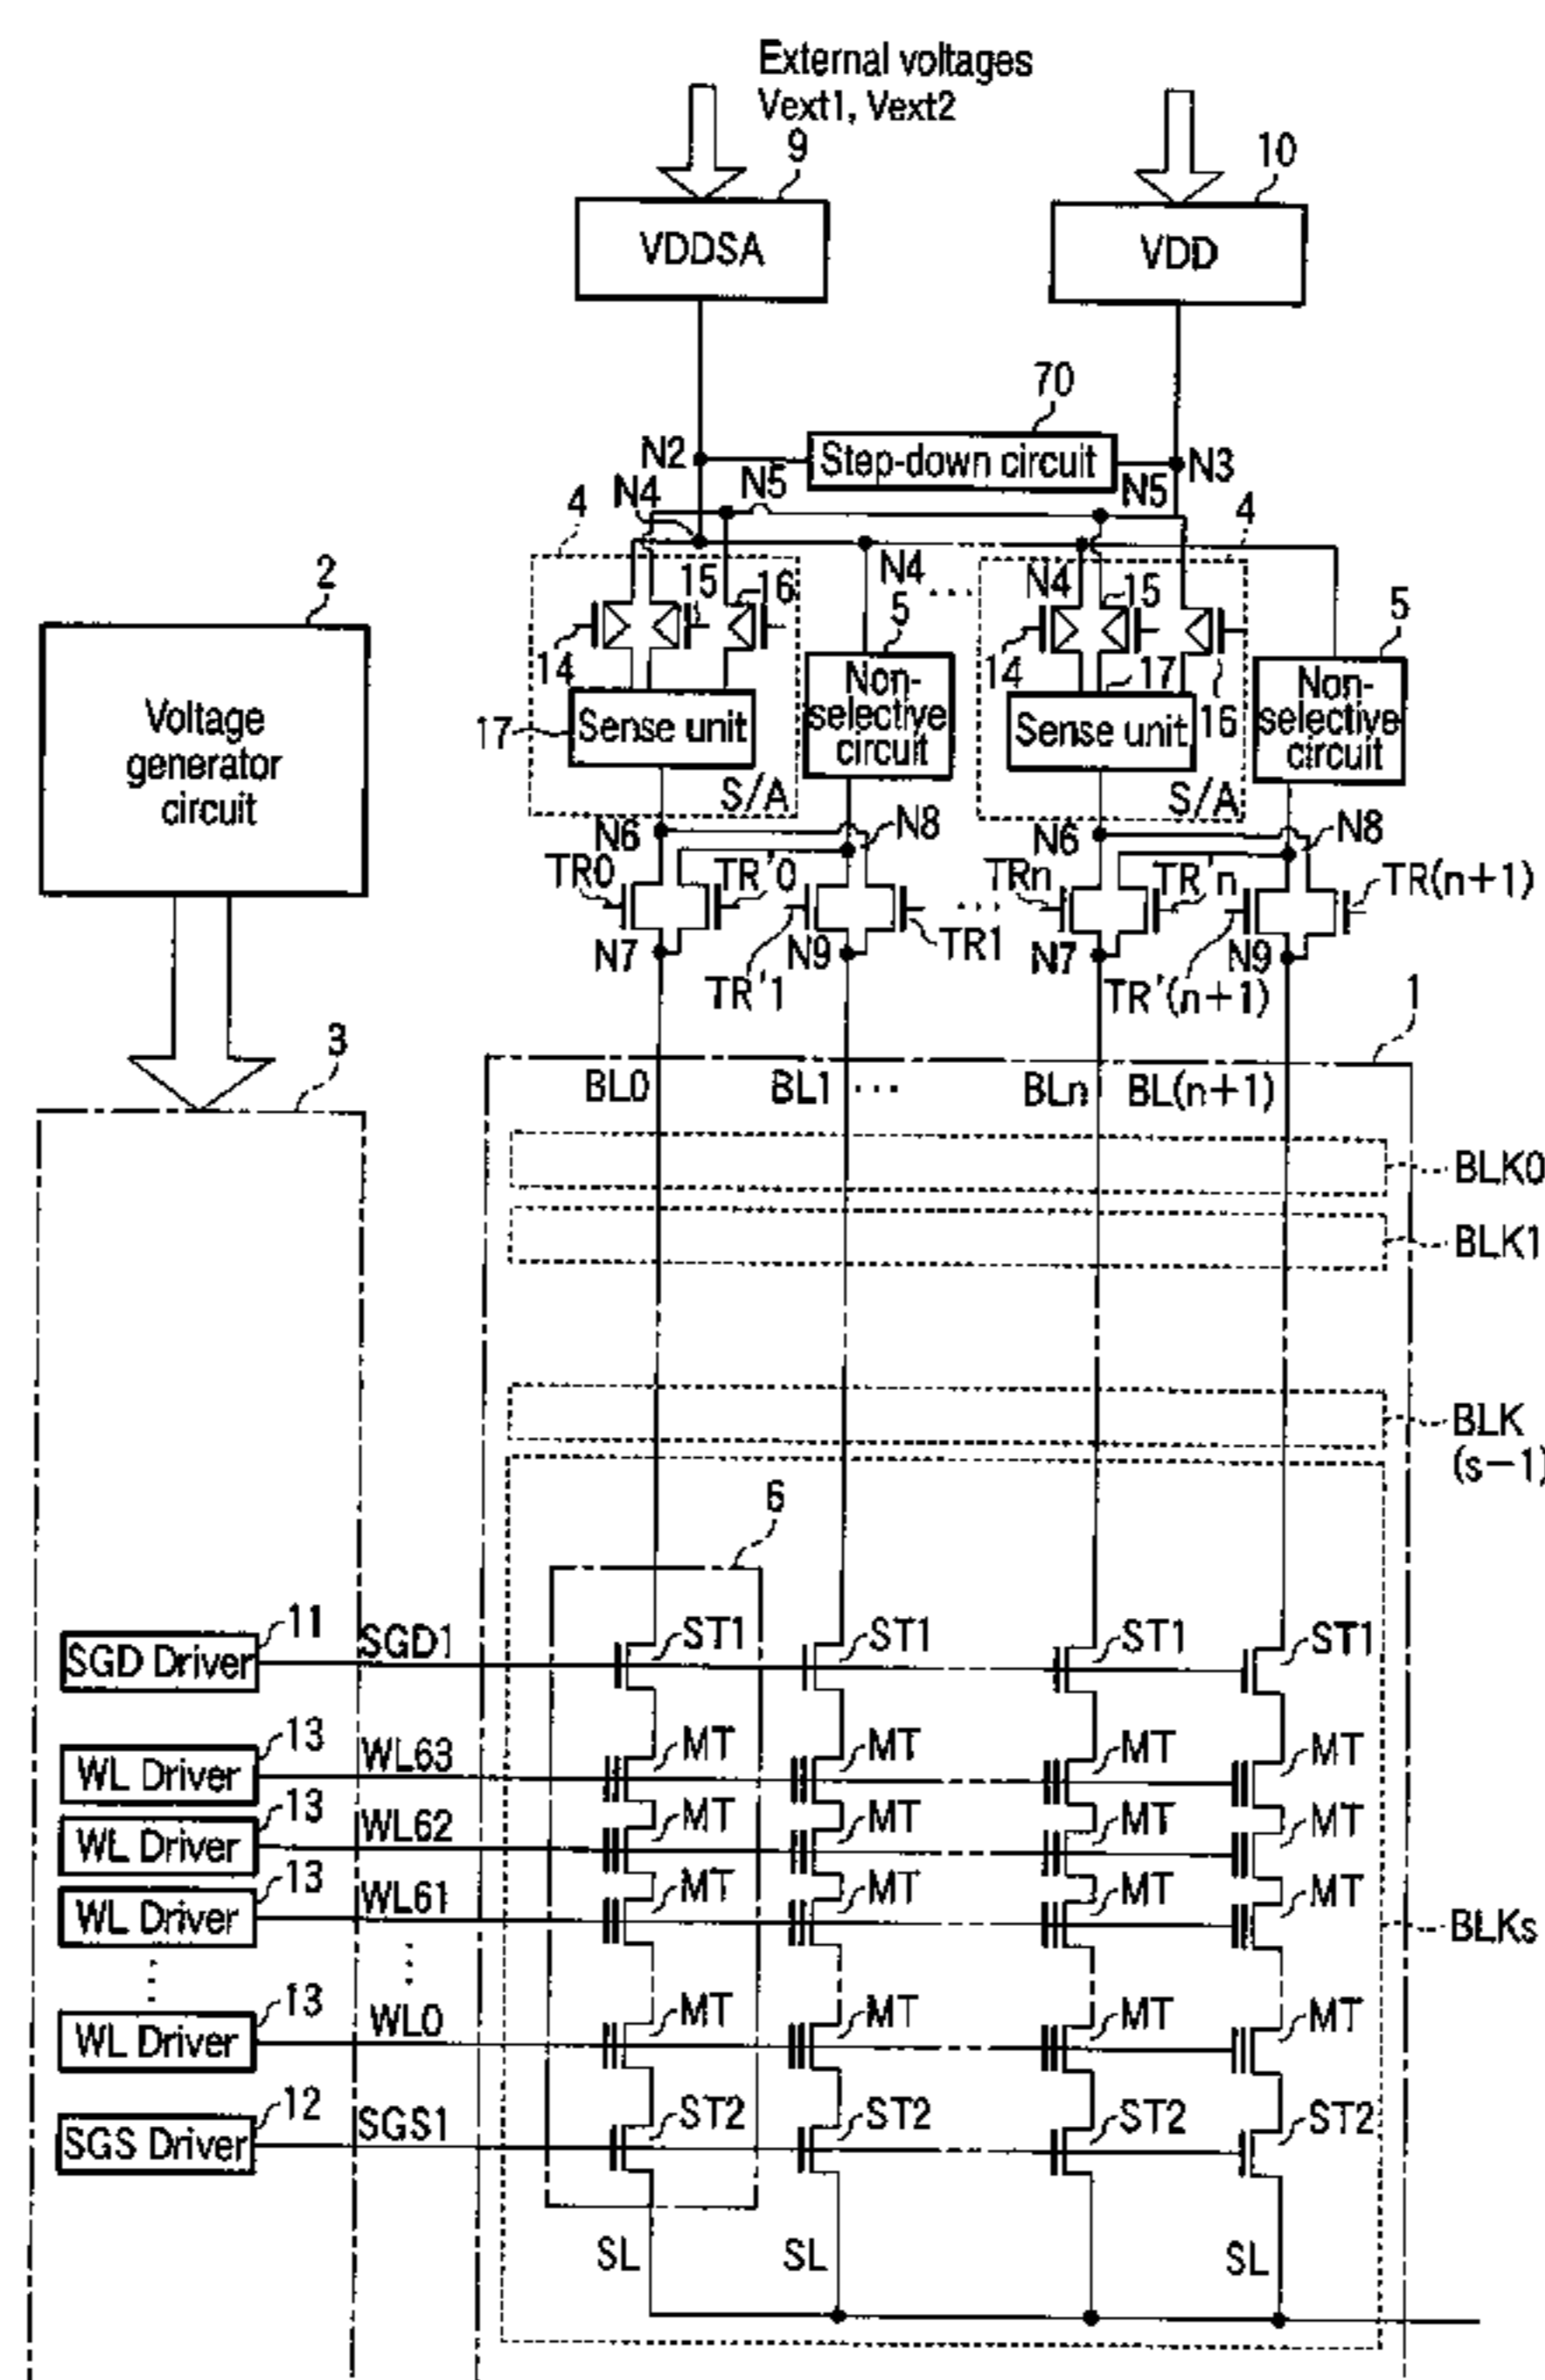 External voltages
Vext1, Vext2
9
10
VDDSA
VDD
70
N2
Step-down circuit
N3
N4
N5
N5
4
4
2
15
16
N4
N4
15
5
5
14
14
17
16
Voltage
generator
circuit
17
Sense unit
Non-
selective
circuit
Sense unit
Non-
selective
circuit
S/A
S/A
N6
N8
N6
N8
TR0
TR'0
TRn
TR'n
TR(n+1)
N7
TR'1
N9
TR1
N7
TR'(n+1)
N9
3
1
BL0
BL1 ...
BLn
BL(n+1)
BLK0
BLK1
BLK
(s-1)
6
SGD Driver
11
SGD1
ST1
ST1
ST1
ST1
WL Driver
13
WL63
MT
MT
MT
MT
WL Driver
13
WL62
MT
MT
MT
MT
WL Driver
13
WL61
MT
MT
MT
MT
BLKs
WL Driver
13
WL0
MT
MT
MT
MT
SGS Driver
12
SGS1
ST2
ST2
ST2
ST2
SL
SL
SL